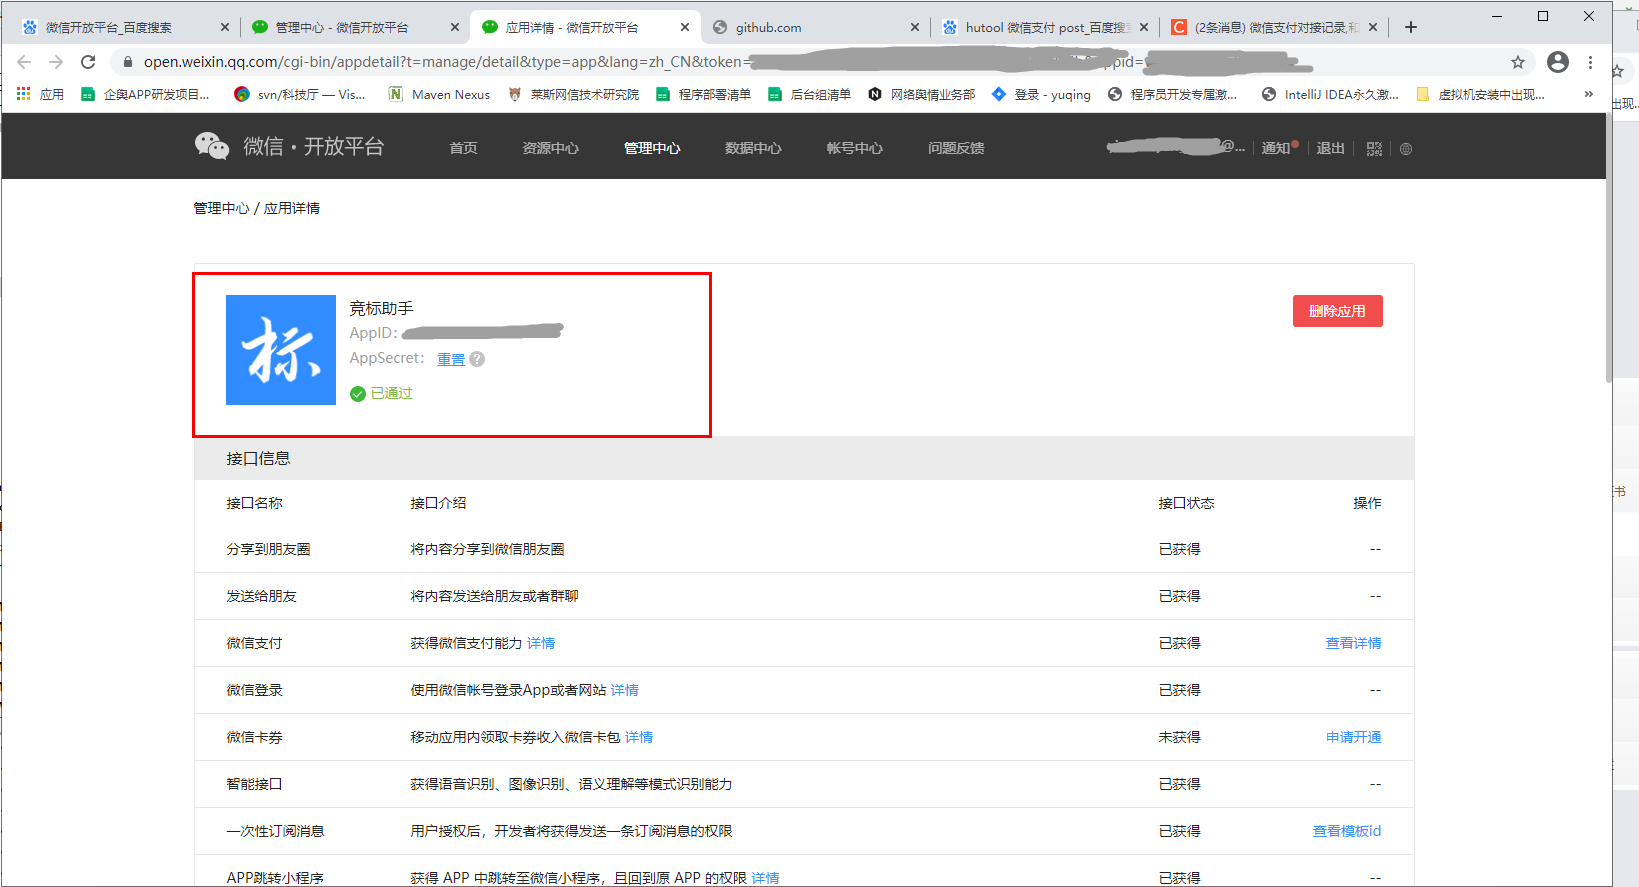 微信开放平台_百度搜索
管理中心 - 微信开放平台
应用详情 - 微信开放平台
github.com
hutool 微信支付 post_百度搜
(2条消息) 微信支付对接记录,和
open.weixin.qq.com/cgi-bin/appdetail?t=manage/detail&type=app&lang=zh_CN&token=
appid=
应用
企舆APP研发项目...
svn/科技厅 — Vis...
Maven Nexus
莱斯网信技术研究院
程序部署清单
后台组清单
网络舆情业务部
登录 - yuqing
程序员开发专属激...
IntelliJ IDEA永久激...
虚拟机安装中出现...
»
出现...
微信 · 开放平台
首页
资源中心
管理中心
数据中心
帐号中心
问题反馈
@...
通知
退出
管理中心 / 应用详情
标
竞标助手
AppID:
AppSecret: 重置 ?
已通过
删除应用
接口信息
接口名称 接口介绍 接口状态 操作
分享到朋友圈 将内容分享到微信朋友圈 已获得 --
发送给朋友 将内容发送给朋友或者群聊 已获得 --
微信支付 获得微信支付能力 详情 已获得 查看详情
微信登录 使用微信帐号登录App或者网站 详情 已获得 --
微信卡券 移动应用内领取卡券收入微信卡包 详情 未获得 申请开通
智能接口 获得语音识别、图像识别、语义理解等模式识别能力 已获得 --
一次性订阅消息 用户授权后，开发者将获得发送一条订阅消息的权限 已获得 查看模板id
APP跳转小程序 获得 APP 中跳转至微信小程序，且回到原 APP 的权限 详情 已获得 --